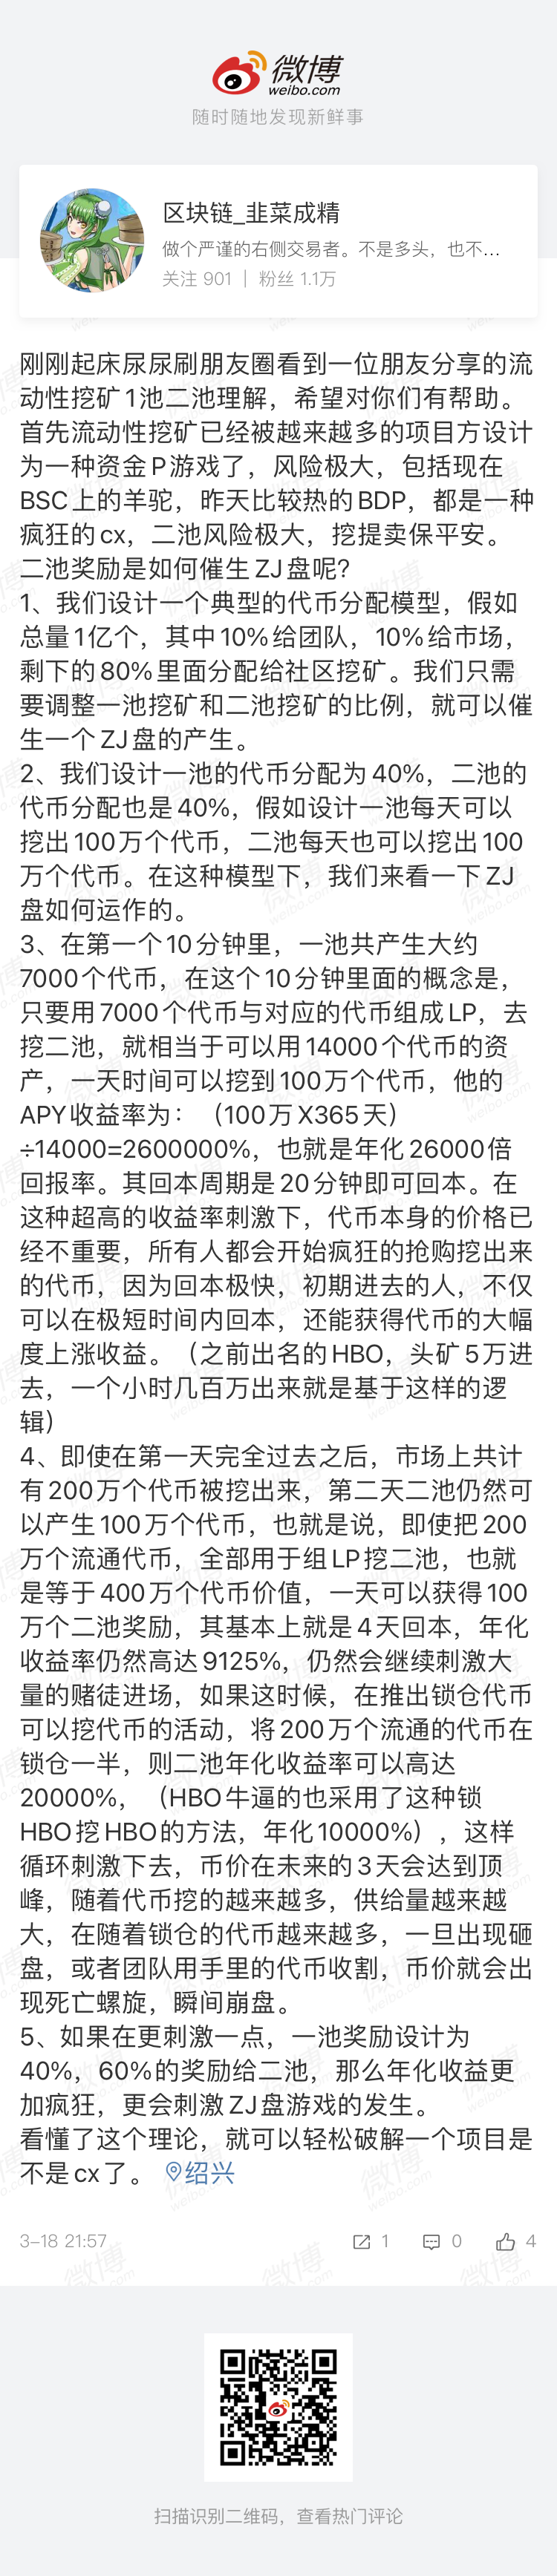 微博
weibo.com
随时随地发现新鲜事
区块链_韭菜成精
做个严谨的右侧交易者。不是多头，也不...
关注 901 | 粉丝 1.1万
刚刚起床尿尿刷朋友圈看到一位朋友分享的流
动性挖矿1池二池理解，希望对你们有帮助。
首先流动性挖矿已经被越来越多的项目方设计
为一种资金P游戏了，风险极大，包括现在
BSC上的羊驼，昨天比较热的BDP，都是一种
疯狂的cx，二池风险极大，挖提卖保平安。
二池奖励是如何催生ZJ盘呢?
1、我们设计一个典型的代币分配模型，假如
总量1亿个，其中10%给团队，10%给市场，
剩下的80%里面分配给社区挖矿。我们只需
要调整一池挖矿和二池挖矿的比例，就可以催
生一个ZJ盘的产生。
2、我们设计一池的代币分配为40%，二池的
代币分配也是40%，假如设计一池每天可以
挖出100万个代币，二池每天也可以挖出100
万个代币。在这种模型下，我们来看一下ZJ
盘如何运作的。
3、在第一个10分钟里，一池共产生大约
7000个代币，在这个10分钟里面的概念是，
只要用7000个代币与对应的代币组成LP，去
挖二池，就相当于可以用14000个代币的资
产，一天时间可以挖到100万个代币，他的
APY收益率为：（100万X365天）
÷14000=2600000%，也就是年化26000倍
回报率。其回本周期是20分钟即可回本。在
这种超高的收益率刺激下，代币本身的价格已
经不重要，所有人都会开始疯狂的抢购挖出来
的代币，因为回本极快，初期进去的人，不仅
可以在极短时间内回本，还能获得代币的大幅
度上涨收益。（之前出名的HBO，头矿5万进
去，一个小时几百万出来就是基于这样的逻
辑）
4、即使在第一天完全过去之后，市场上共计
有200万个代币被挖出来，第二天二池仍然可
以产生100万个代币，也就是说，即使把200
万个流通代币，全部用于组LP挖二池，也就
是等于400万个代币价值，一天可以获得100
万个二池奖励，其基本上就是4天回本，年化
收益率仍然高达9125%，仍然会继续刺激大
量的赌徒进场，如果这时候，在推出锁仓代币
可以挖代币的活动，将200万个流通的代币在
锁仓一半，则二池年化收益率可以高达
20000%，（HBO牛逼的也采用了这种锁
HBO挖HBO的方法，年化10000%），这样
循环刺激下去，币价在未来的3天会达到顶
峰，随着代币挖的越来越多，供给量越来越
大，在随着锁仓的代币越来越多，一旦出现砸
盘，或者团队用手里的代币收割，币价就会出
现死亡螺旋，瞬间崩盘。
5、如果在更刺激一点，一池奖励设计为
40%，60%的奖励给二池，那么年化收益更
加疯狂，更会刺激ZJ盘游戏的发生。
看懂了这个理论，就可以轻松破解一个项目是
不是cx了。 绍兴
3-18 21:57 1 0 4
扫描识别二维码，查看热门评论